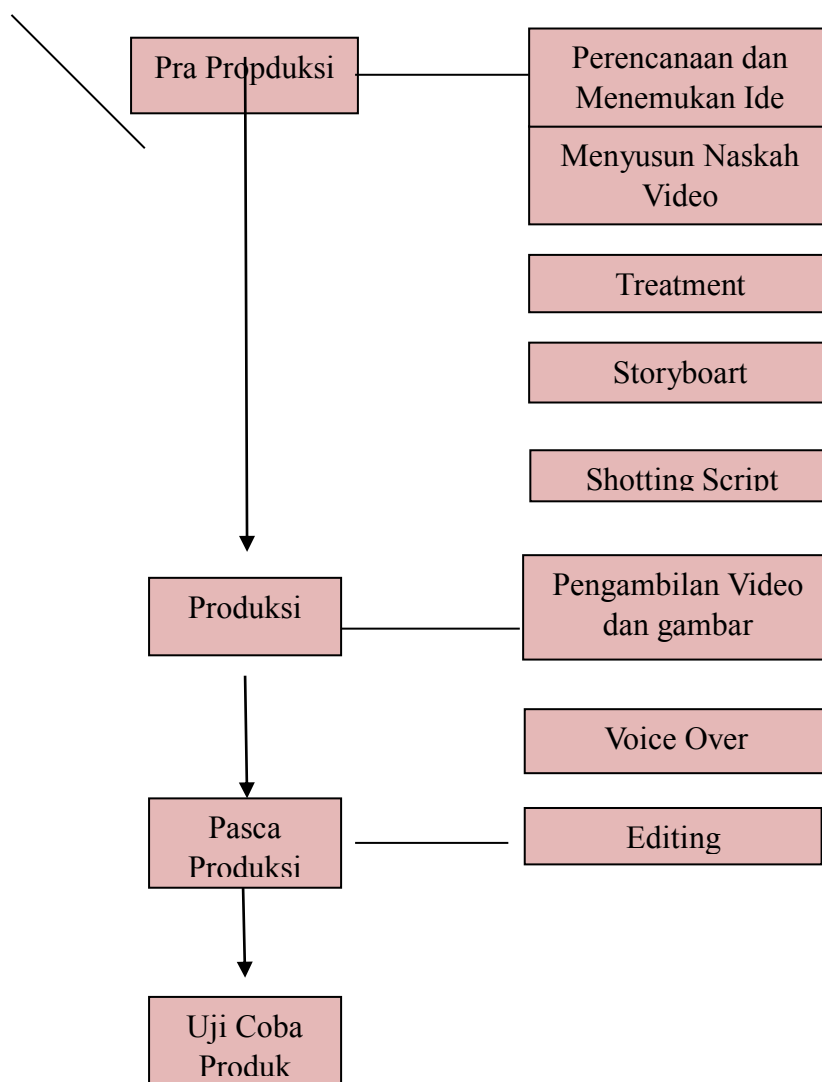 Pra Propduksi
Perencanaan dan
Menemukan Ide
Menyusun Naskah
Video
Treatment
Storyboart
Shotting Script
Produksi
Pengambilan Video
dan gambar
Voice Over
Pasca
Produksi
Editing
Uji Coba
Produk